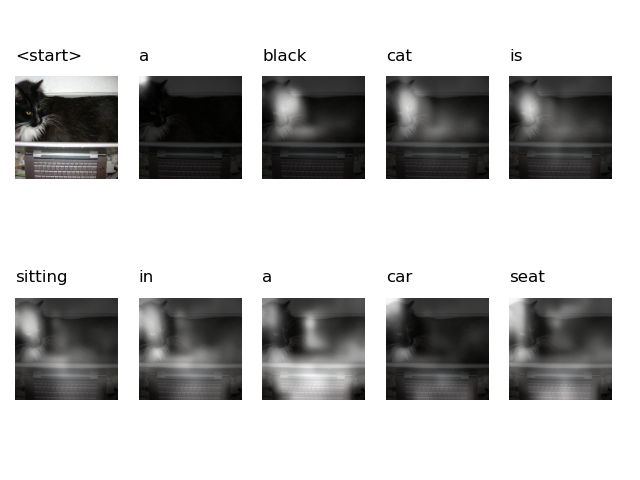 <start> a black cat is
sitting in a car seat